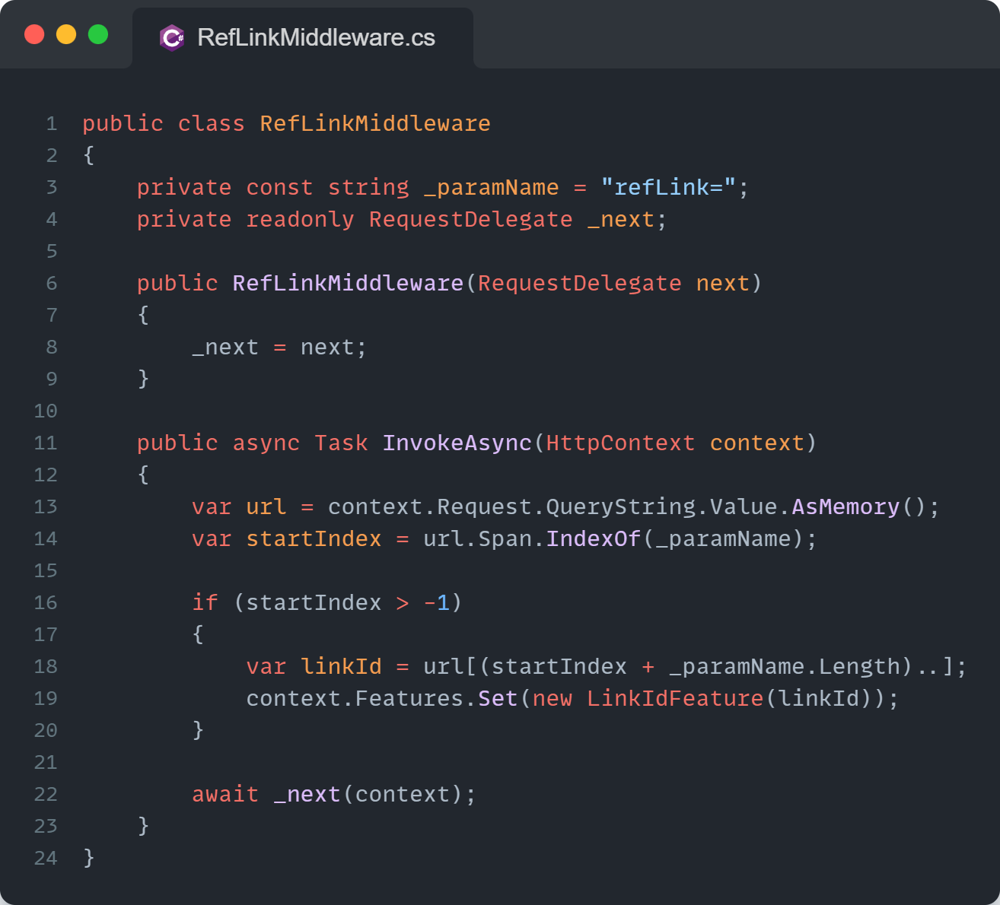 RefLinkMiddleware.cs
1 public class RefLinkMiddleware
2 {
3     private const string _paramName = "refLink=";
4     private readonly RequestDelegate _next;
5
6     public RefLinkMiddleware(RequestDelegate next)
7     {
8         _next = next;
9     }
10
11     public async Task InvokeAsync(HttpContext context)
12     {
13         var url = context.Request.QueryString.Value.AsMemory();
14         var startIndex = url.Span.IndexOf(_paramName);
15
16         if (startIndex > -1)
17         {
18             var linkId = url[(startIndex + _paramName.Length)..];
19             context.Features.Set(new LinkIdFeature(linkId));
20         }
21
22         await _next(context);
23     }
24 }